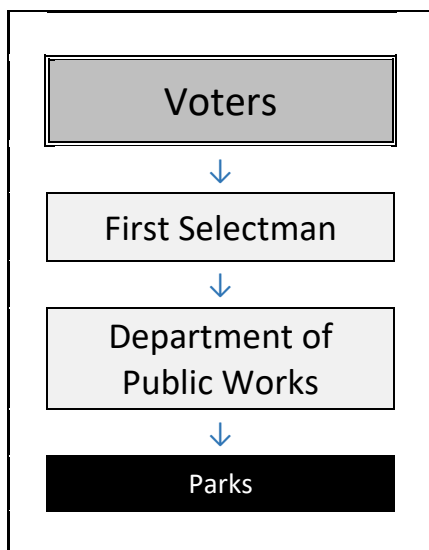 Voters
↓
First Selectman
↓
Department of
Public Works
↓
Parks